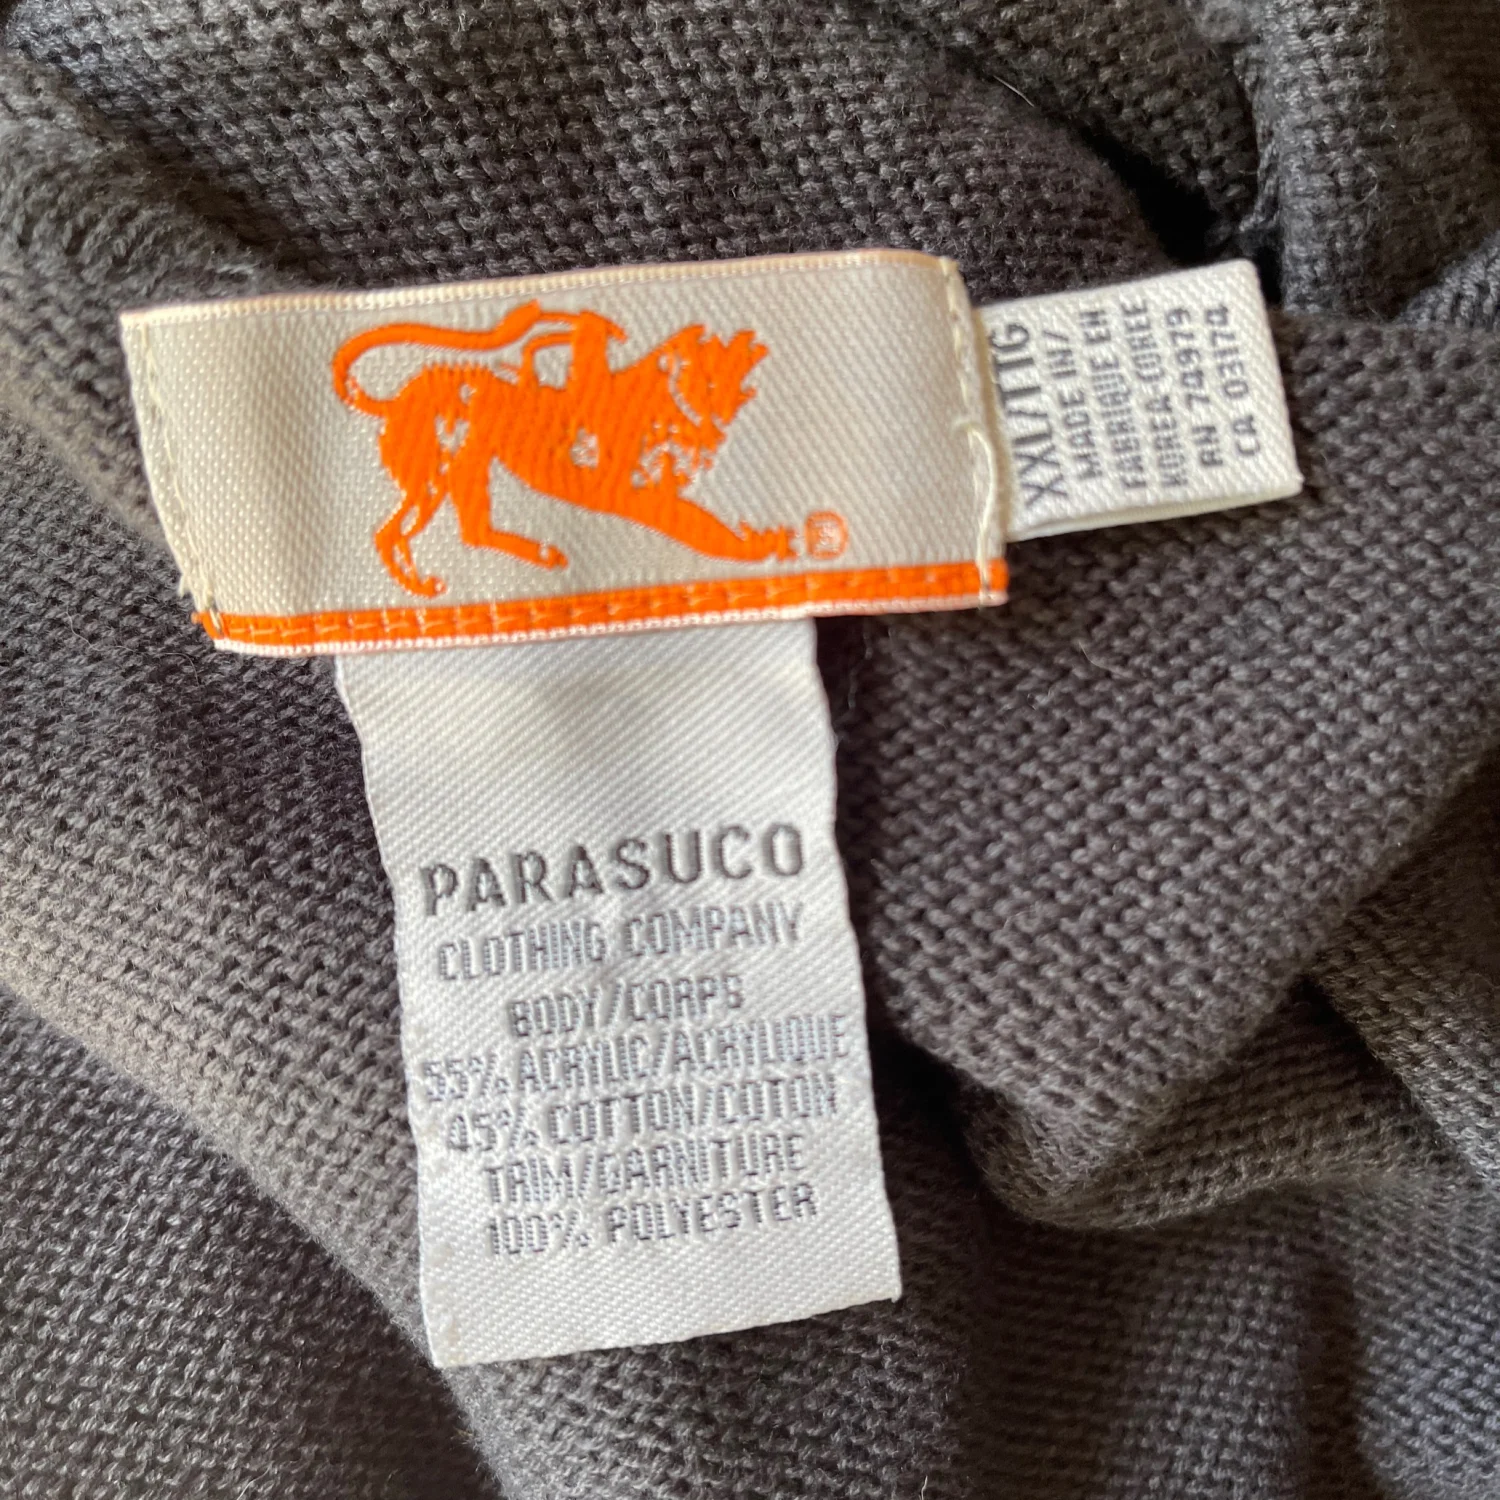 XXL/TTG
MADE IN/
FABRIQUE EN
KOREA COREE
RN 74979
CA 03174
PARASUCO
CLOTHING COMPANY
BODY/CORPS
55% ACRYLIC/ACRYLIQUE
45% COTTON/COTON
TRIM/GARNITURE
100% POLYESTER